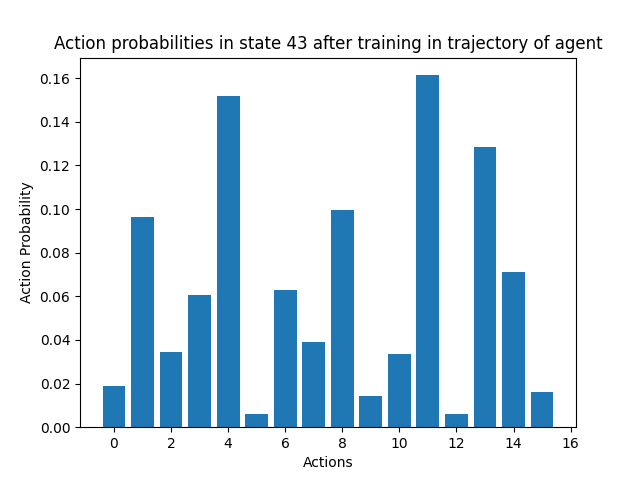 Action probabilities in state 43 after training in trajectory of agent
0.16
0.14
0.12
0.10
0.08
0.06
0.04
0.02
0.00
Action Probability
0 2 4 6 8 10 12 14 16
Actions